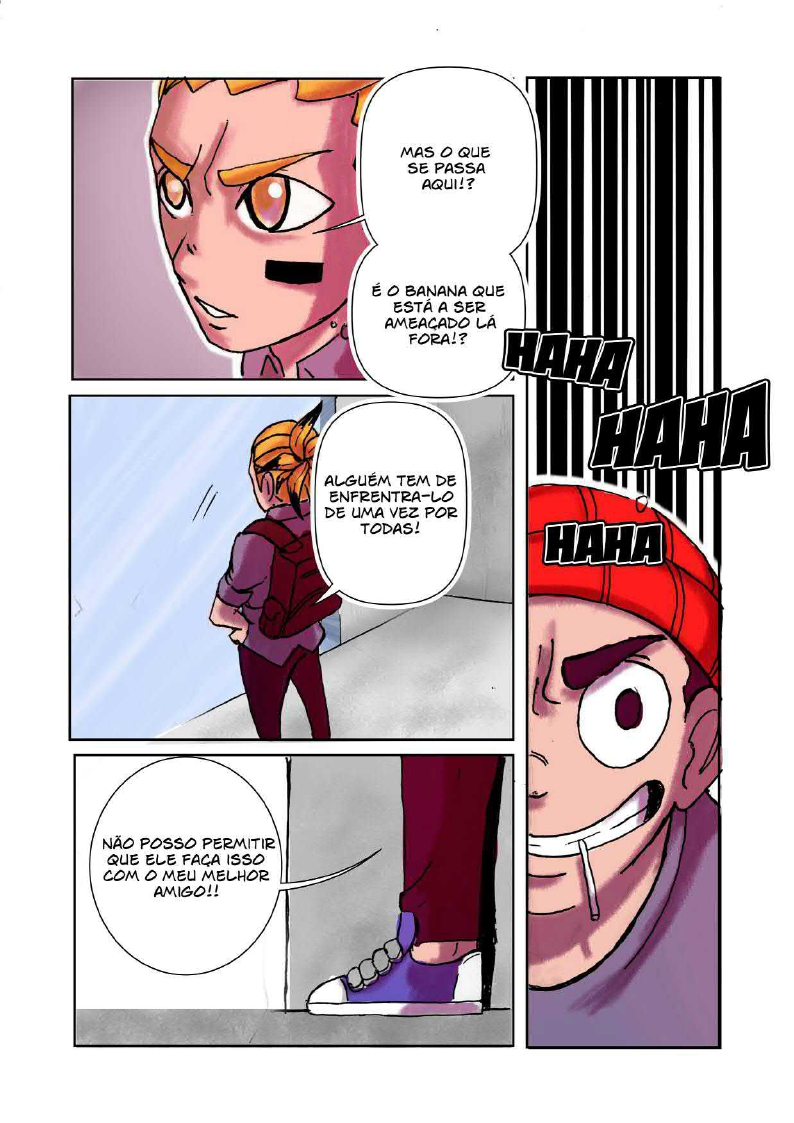 MAS O QUE
SE PASSA
AQUI!?
É O BANANA QUE
ESTÁ A SER
AMEAÇADO LÁ
FORA!?
HAHA
HAHA
HAHA
ALGUÉM TEM DE
ENFRENTRA-LO
DE UMA VEZ POR
TODAS!
NÃO POSSO PERMITIR
QUE ELE FAÇA ISSO
COM O MEU MELHOR
AMIGO!!